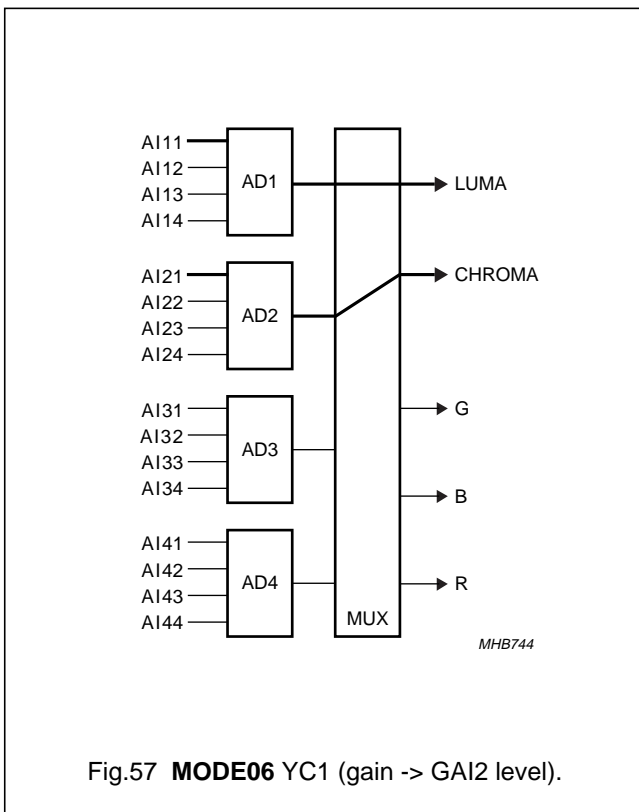 AI11
AI12
AI13
AI14
AD1
LUMA
AI21
AI22
AI23
AI24
AD2
CHROMA
AI31
AI32
AI33
AI34
AD3
G
B
AI41
AI42
AI43
AI44
AD4
R
MUX
MHB744
Fig.57 MODE06 YC1 (gain -> GAI2 level).